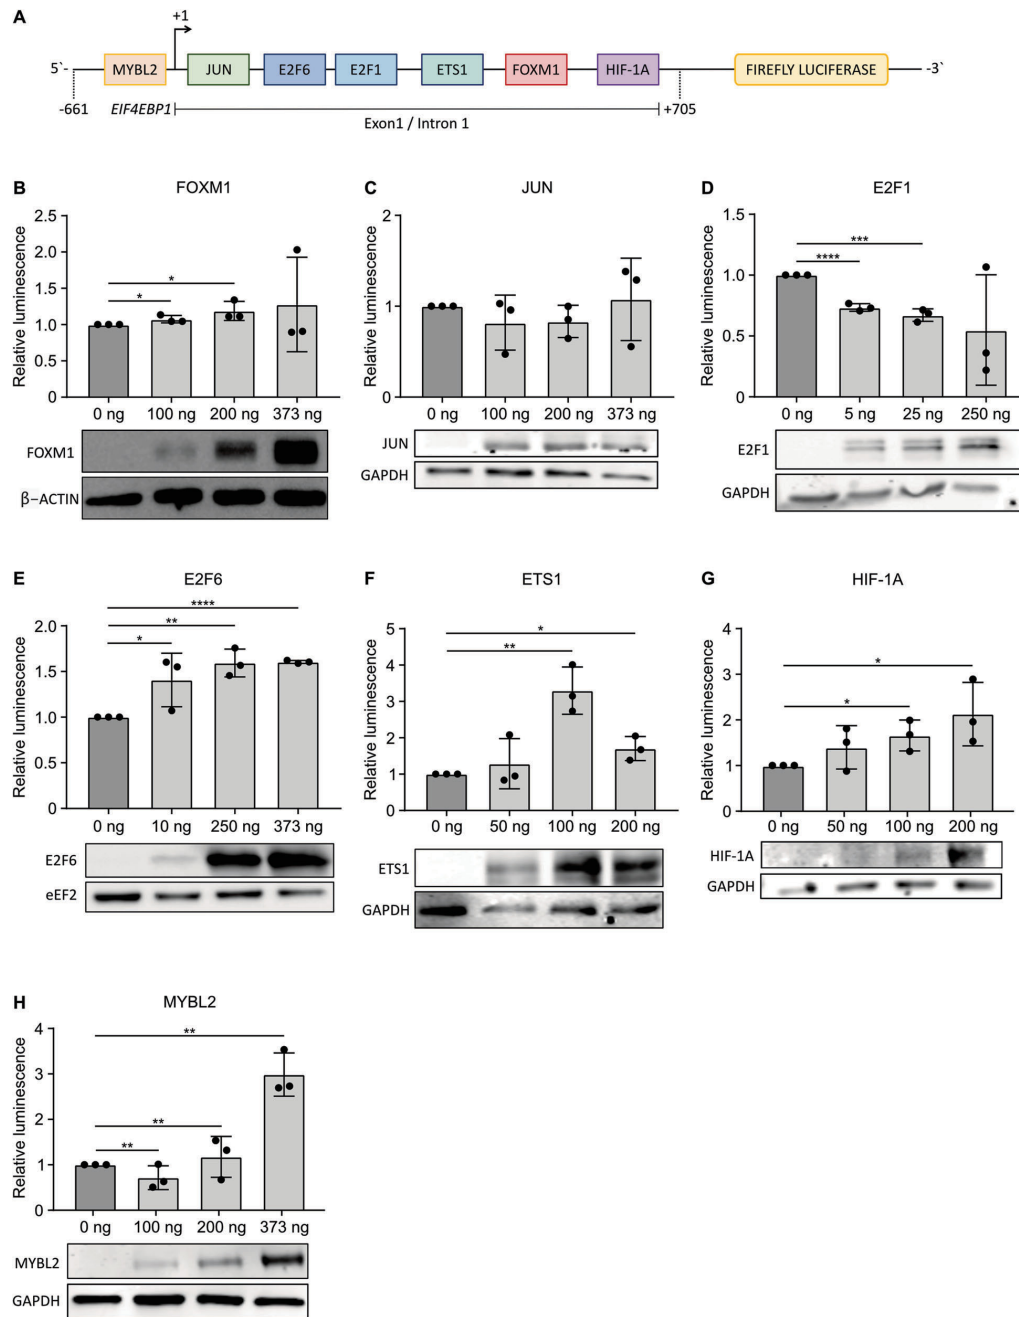 A
+1
5`- MYBL2 JUN E2F6 E2F1 ETS1 FOXM1 HIF-1A FIREFLY LUCIFERASE -3`
-661 EIF4EBP1 +705
Exon1 / Intron 1
B
FOXM1
Relative luminescence
2.5
2.0
1.5
1.0
0.5
0
*
*
0 ng 100 ng 200 ng 373 ng
FOXM1
β–ACTIN
C
JUN
Relative luminescence
2
1
0
0 ng 100 ng 200 ng 373 ng
JUN
GAPDH
D
E2F1
Relative luminescence
1.5
1.0
0.5
0
***
****
0 ng 5 ng 25 ng 250 ng
E2F1
GAPDH
E
E2F6
Relative luminescence
2.0
1.5
1.0
0.5
0
****
**
*
0 ng 10 ng 250 ng 373 ng
E2F6
eEF2
F
ETS1
Relative luminescence
5
4
3
2
1
0
*
**
0 ng 50 ng 100 ng 200 ng
ETS1
GAPDH
G
HIF-1A
Relative luminescence
4
3
2
1
0
*
*
0 ng 50 ng 100 ng 200 ng
HIF-1A
GAPDH
H
MYBL2
Relative luminescence
4
3
2
1
0
**
**
**
0 ng 100 ng 200 ng 373 ng
MYBL2
GAPDH